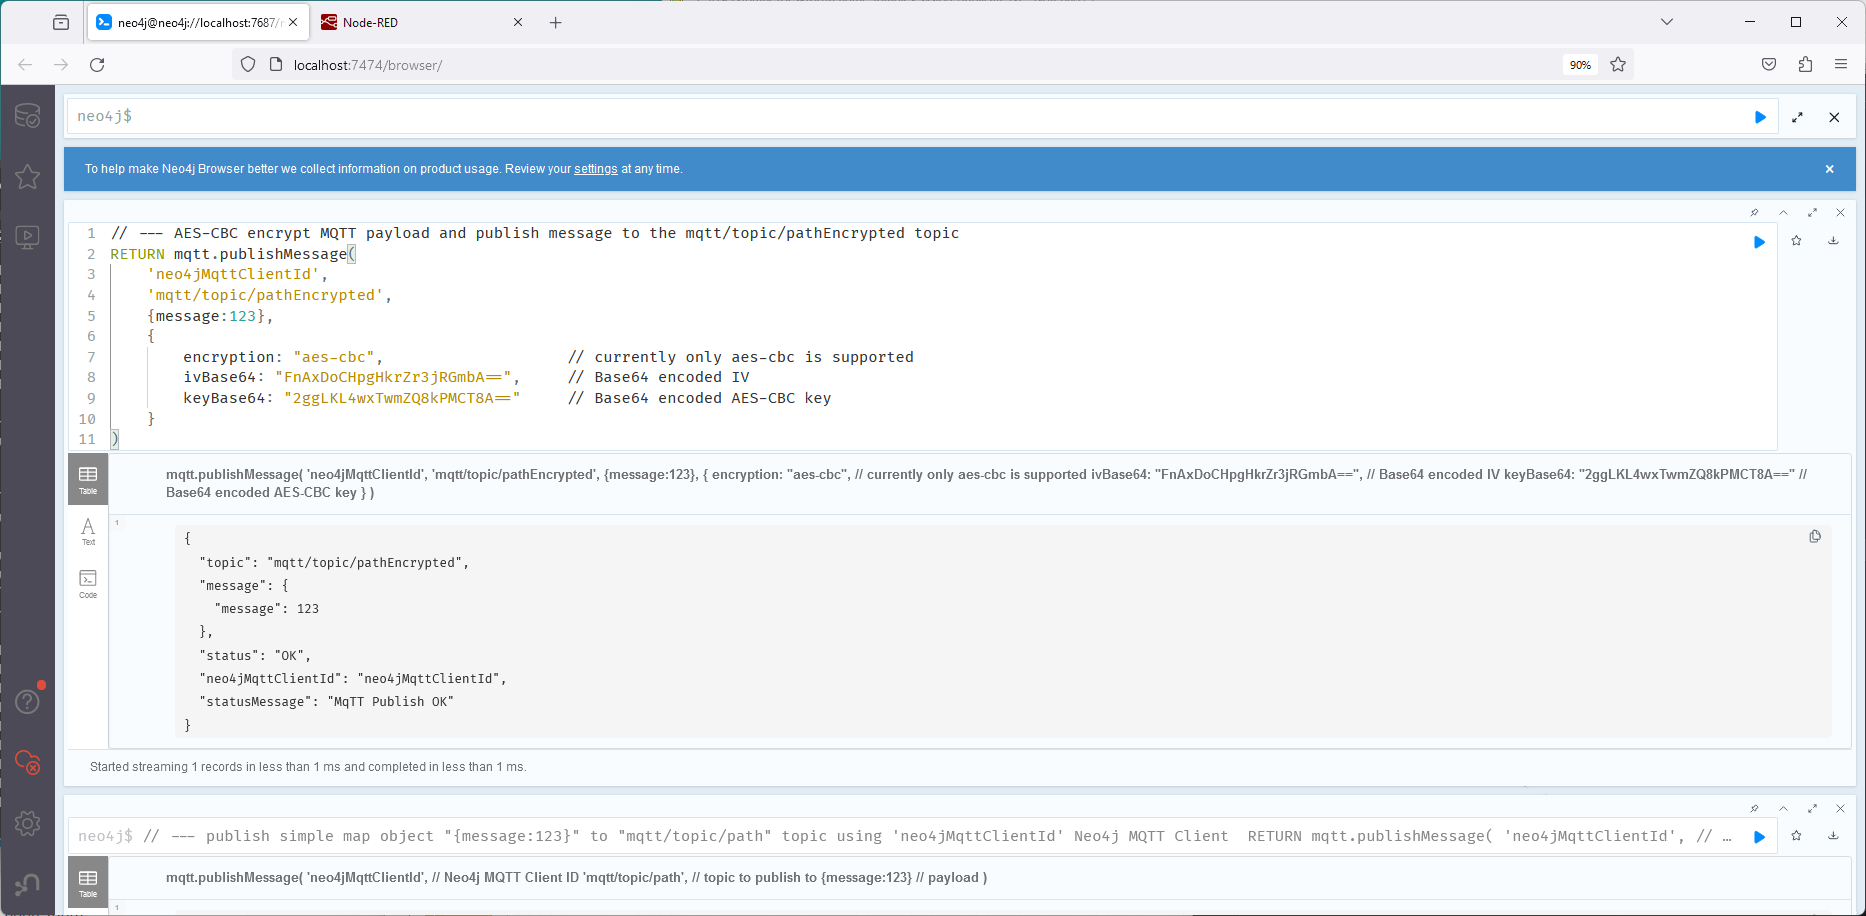 neo4j@neo4j://localhost:7687/
Node-RED
localhost:7474/browser/
90%
neo4j$
To help make Neo4j Browser better we collect information on product usage. Review your settings at any time.
1 // --- AES-CBC encrypt MQTT payload and publish message to the mqtt/topic/pathEncrypted topic
2 RETURN mqtt.publishMessage(
3 'neo4jMqttClientId',
4 'mqtt/topic/pathEncrypted',
5 {message:123},
6 {
7 encryption: "aes-cbc", // currently only aes-cbc is supported
8 ivBase64: "FnAxDoCHpgHkrZr3jRGmbA==", // Base64 encoded IV
9 keyBase64: "2ggLKL4wxTwmZQ8kPMCT8A==" // Base64 encoded AES-CBC key
10 }
11 )
Table
mqtt.publishMessage( 'neo4jMqttClientId', 'mqtt/topic/pathEncrypted', {message:123}, { encryption: "aes-cbc", // currently only aes-cbc is supported ivBase64: "FnAxDoCHpgHkrZr3jRGmbA==", // Base64 encoded IV keyBase64: "2ggLKL4wxTwmZQ8kPMCT8A==" //
Base64 encoded AES-CBC key } )
A
Text
Code
1
{
"topic": "mqtt/topic/pathEncrypted",
"message": {
"message": 123
},
"status": "OK",
"neo4jMqttClientId": "neo4jMqttClientId",
"statusMessage": "MqTT Publish OK"
}
Started streaming 1 records in less than 1 ms and completed in less than 1 ms.
neo4j$ // --- publish simple map object "{message:123}" to "mqtt/topic/path" topic using 'neo4jMqttClientId' Neo4j MQTT Client RETURN mqtt.publishMessage( 'neo4jMqttClientId', // …
Table
mqtt.publishMessage( 'neo4jMqttClientId', // Neo4j MQTT Client ID 'mqtt/topic/path', // topic to publish to {message:123} // payload )
1